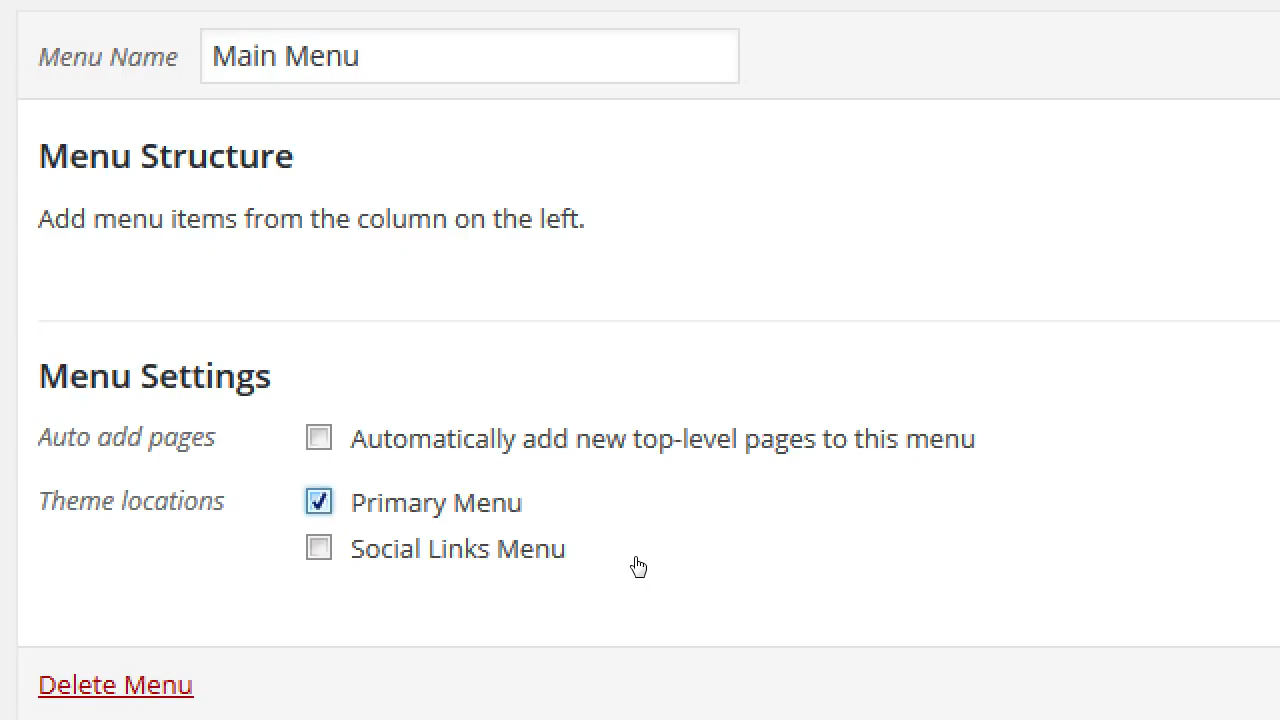 Menu Name Main Menu
Menu Structure
Add menu items from the column on the left.
Menu Settings
Auto add pages Automatically add new top-level pages to this menu
Theme locations Primary Menu
Social Links Menu
Delete Menu